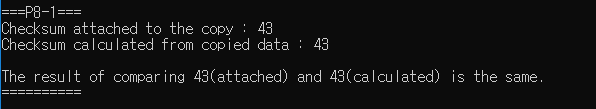 ===P8-1===
Checksum attached to the copy : 43
Checksum calculated from copied data : 43

The result of comparing 43(attached) and 43(calculated) is the same.
==========